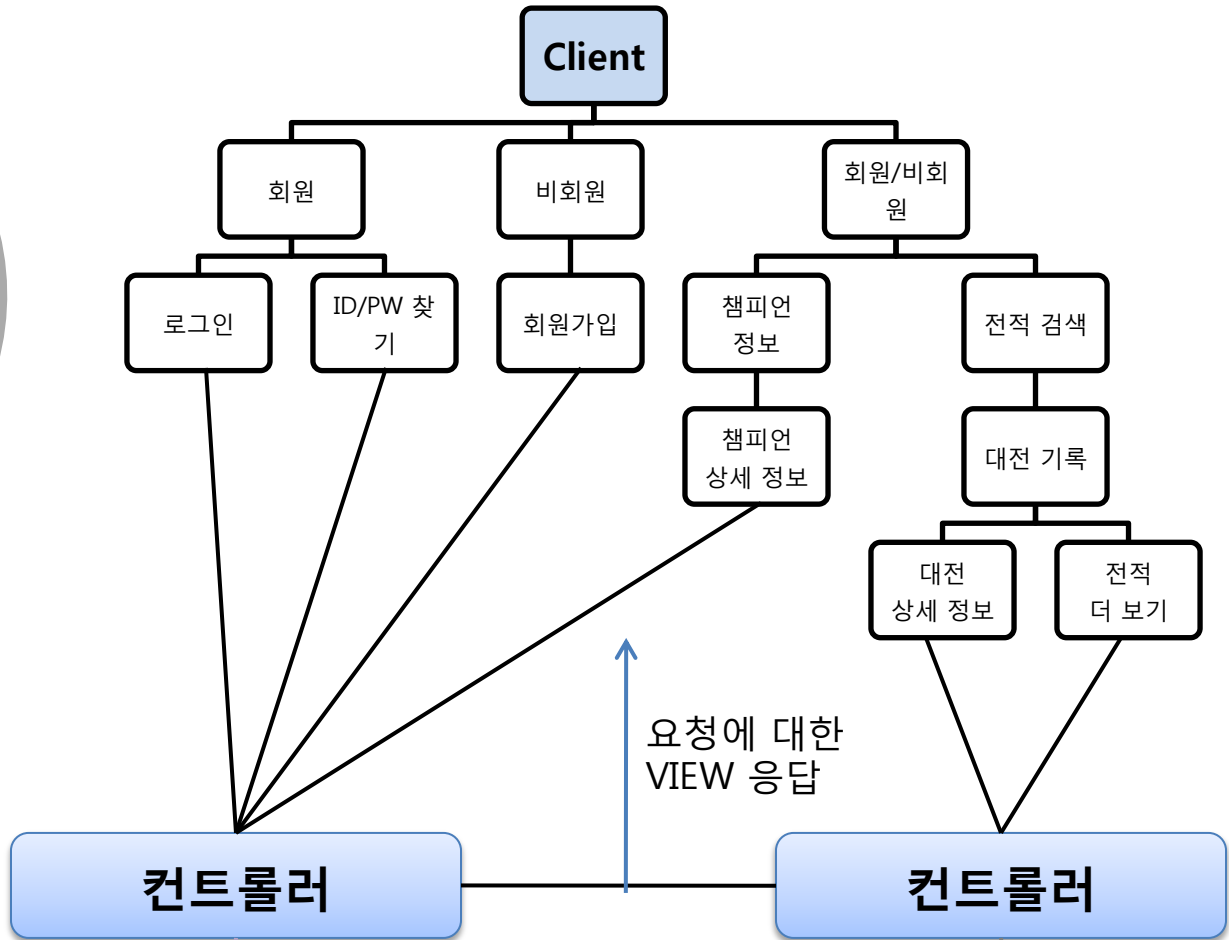 Client
회원
비회원
회원/비회
원
로그인
ID/PW 찾
기
회원가입
챔피언
정보
전적 검색
챔피언
상세 정보
대전 기록
대전
상세 정보
전적
더 보기
요청에 대한
VIEW 응답
컨트롤러
컨트롤러